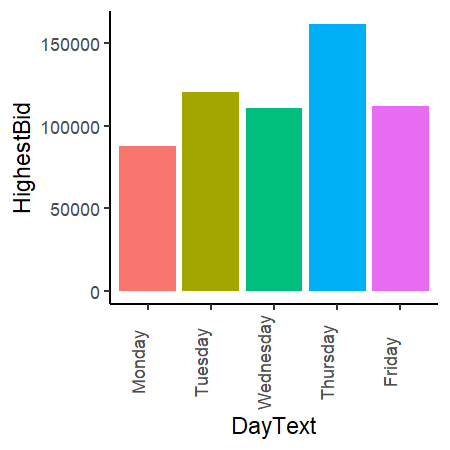 HighestBid
150000
100000
50000
0
Monday
Tuesday
Wednesday
Thursday
Friday
DayText